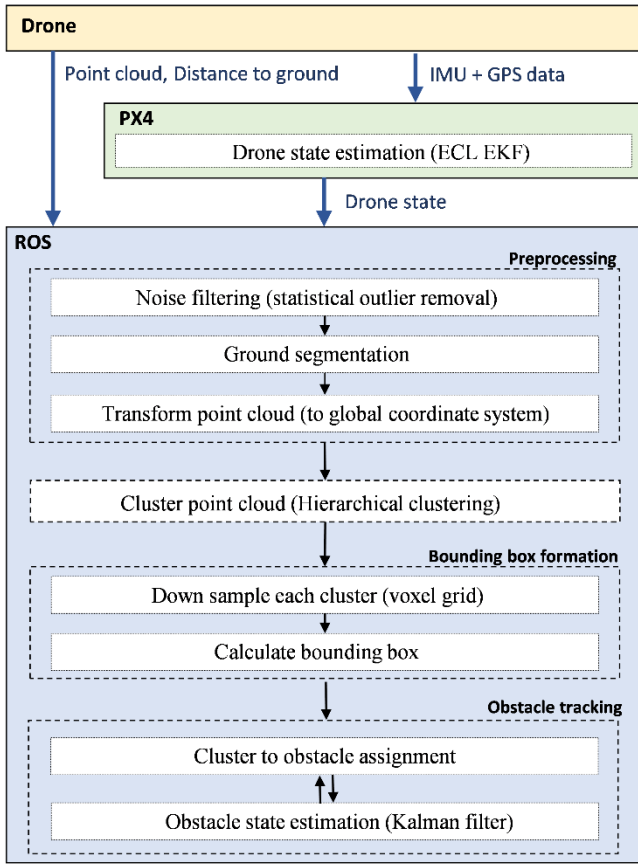 Drone
Point cloud, Distance to ground
IMU + GPS data
PX4
Drone state estimation (ECL EKF)
Drone state
ROS
Preprocessing
Noise filtering (statistical outlier removal)
Ground segmentation
Transform point cloud (to global coordinate system)
Cluster point cloud (Hierarchical clustering)
Bounding box formation
Down sample each cluster (voxel grid)
Calculate bounding box
Obstacle tracking
Cluster to obstacle assignment
Obstacle state estimation (Kalman filter)